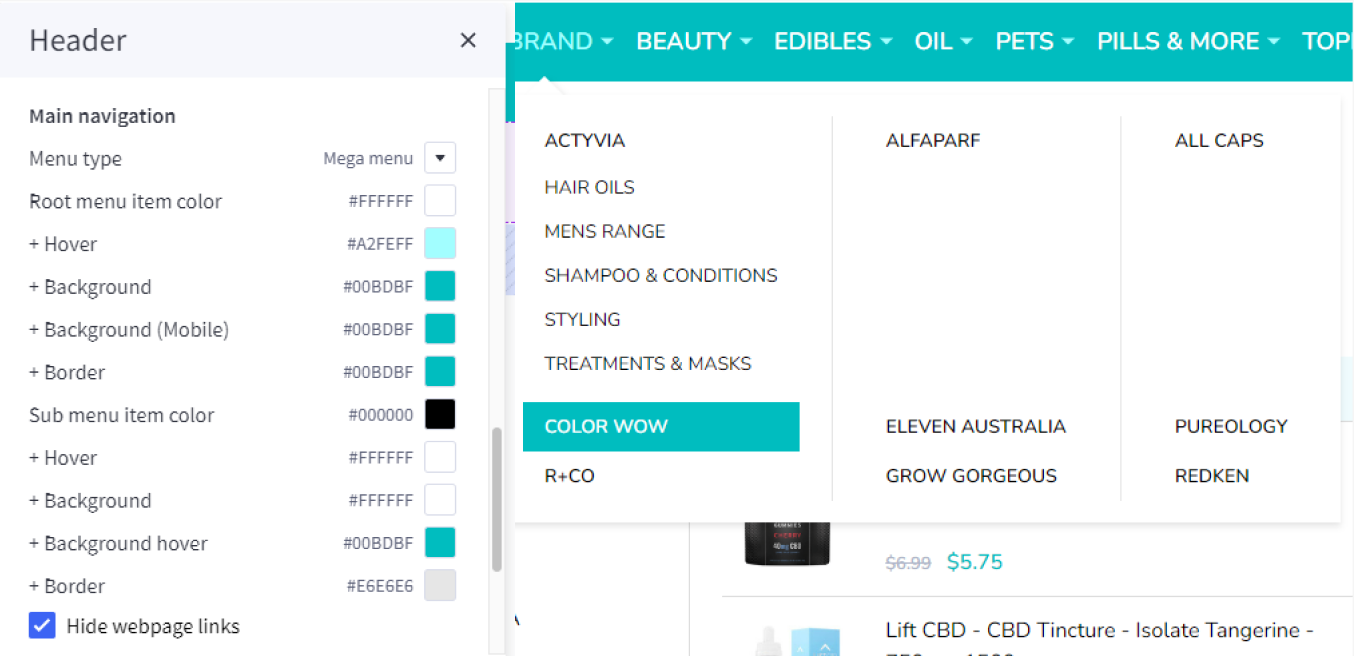 Header
Main navigation
Menu type Mega menu
Root menu item color #FFFFFF
+ Hover #A2FEFF
+ Background #00BDBF
+ Background (Mobile) #00BDBF
+ Border #00BDBF
Sub menu item color #000000
+ Hover #FFFFFF
+ Background #FFFFFF
+ Background hover #00BDBF
+ Border #E6E6E6
Hide webpage links
BRAND BEAUTY EDIBLES OIL PETS PILLS & MORE TOPI
ACTYVIA ALFAPARF ALL CAPS
HAIR OILS
MENS RANGE
SHAMPOO & CONDITIONS
STYLING
TREATMENTS & MASKS
COLOR WOW ELEVEN AUSTRALIA PUREOLOGY
R+CO GROW GORGEOUS REDKEN
GUMMIES
CHERRY
40mg CBD
$6.99 $5.75
Lift CBD - CBD Tincture - Isolate Tangerine -